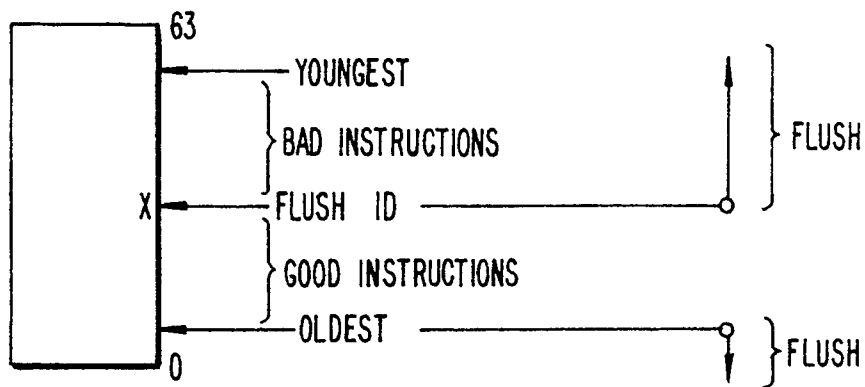 63
YOUNGEST
BAD INSTRUCTIONS
FLUSH
X
FLUSH ID
GOOD INSTRUCTIONS
OLDEST
FLUSH
0